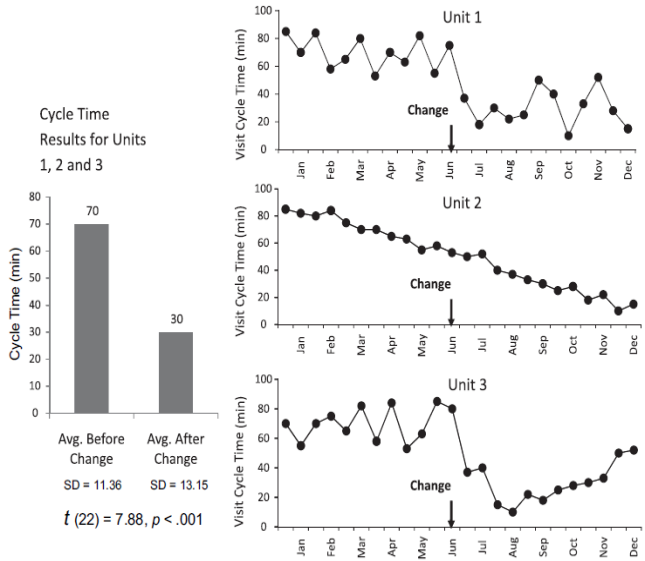 Cycle Time
Results for Units
1, 2 and 3
Cycle Time (min)
80
70
60
50
40
30
20
10
0
70
30
Avg. Before
Change
Avg. After
Change
SD = 11.36
SD = 13.15
t (22) = 7.88, p < .001
Unit 1
Visit Cycle Time (min)
100
80
60
40
20
0
Change
Jan Feb Mar Apr May Jun Jul Aug Sep Oct Nov Dec
Unit 2
Visit Cycle Time (min)
100
80
60
40
20
0
Change
Jan Feb Mar Apr May Jun Jul Aug Sep Oct Nov Dec
Unit 3
Visit Cycle Time (min)
100
80
60
40
20
0
Change
Jan Feb Mar Apr May Jun Jul Aug Sep Oct Nov Dec